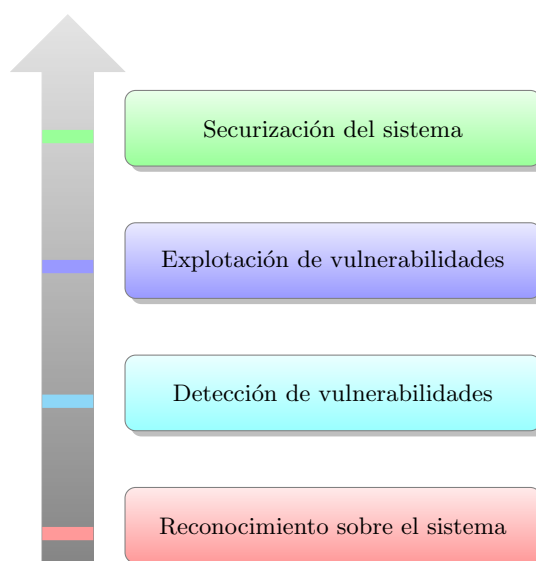 Securización del sistema
Explotación de vulnerabilidades
Detección de vulnerabilidades
Reconocimiento sobre el sistema